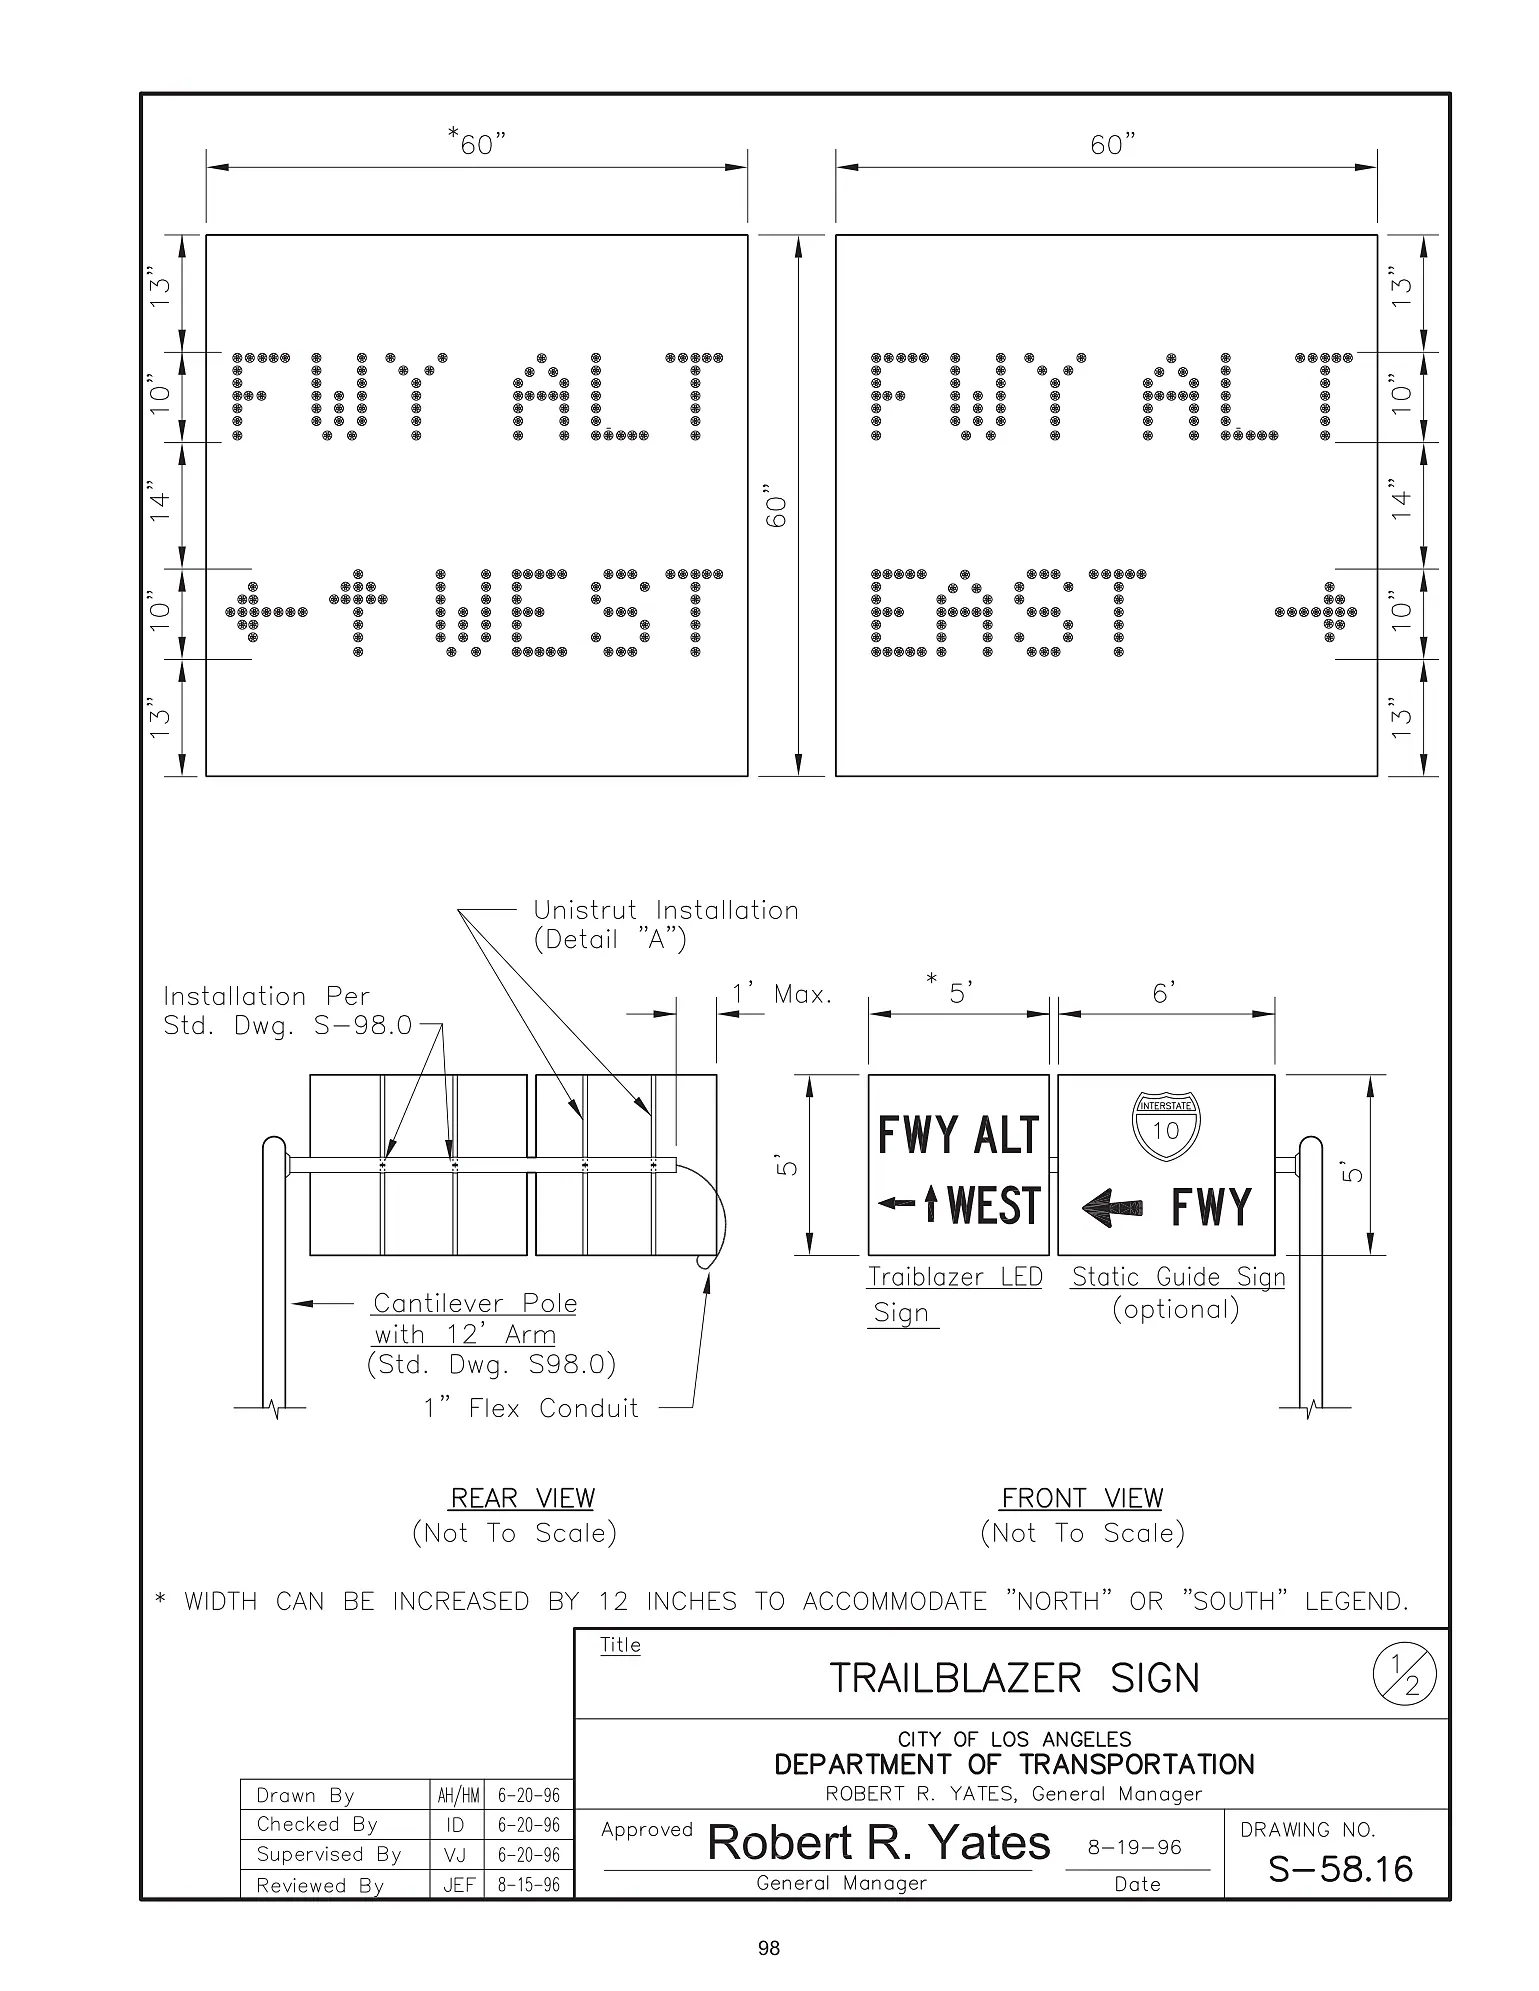 *60" 60"
13" 13"
FWY ALT FWY ALT
10" 10"
14" 60" 14"
← ↑ WEST EAST →
10" 10"
13" 13"
Unistrut Installation
(Detail "A")
Installation Per
Std. Dwg. S-98.0
1' Max.
* 5' 6'
INTERSTATE
10
FWY ALT
5' 5'
← ↑ WEST ← FWY
Traiblazer LED
Sign
Static Guide Sign
(optional)
Cantilever Pole
with 12' Arm
(Std. Dwg. S98.0)
1" Flex Conduit
REAR VIEW
(Not To Scale)
FRONT VIEW
(Not To Scale)
* WIDTH CAN BE INCREASED BY 12 INCHES TO ACCOMMODATE "NORTH" OR "SOUTH" LEGEND.
Title
TRAILBLAZER SIGN
1/2
CITY OF LOS ANGELES
DEPARTMENT OF TRANSPORTATION
ROBERT R. YATES, General Manager
Drawn By AH/HM 6-20-96
Checked By ID 6-20-96
Supervised By VJ 6-20-96
Reviewed By JEF 8-15-96
Approved Robert R. Yates
General Manager
8-19-96
Date
DRAWING NO.
S-58.16
98